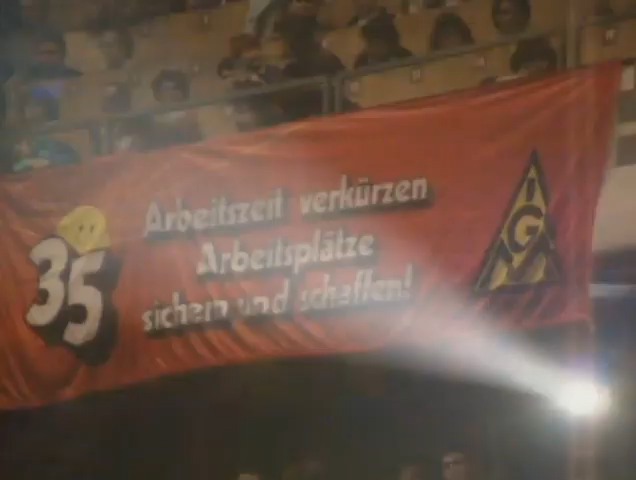 35
Arbeitszeit verkürzen
Arbeitsplätze
sichern und schaffen!
IGM